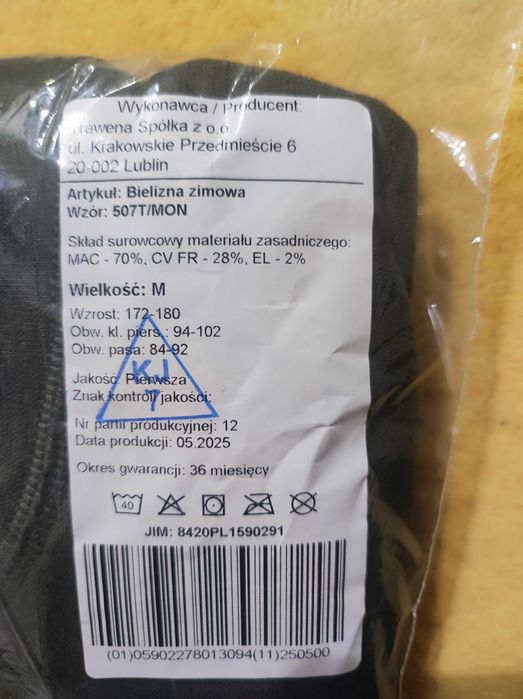 Wykonawca / Producent:
Trawena Spółka z o.o.
ul. Krakowskie Przedmieście 6
20-002 Lublin
Artykuł: Bielizna zimowa
Wzór: 507T/MON
Skład surowcowy materiału zasadniczego:
MAC - 70%, CV FR - 28%, EL - 2%
Wielkość: M
Wzrost: 172-180
Obw. kl. piers.: 94-102
Obw. pasa: 84-92
Jakość: Pierwsza
Znak kontroli jakości:
KJ
7
Nr partii produkcyjnej: 12
Data produkcji: 05.2025
Okres gwarancji: 36 miesięcy
40
JIM: 8420PL1590291
(01)05902278013094(11)250500